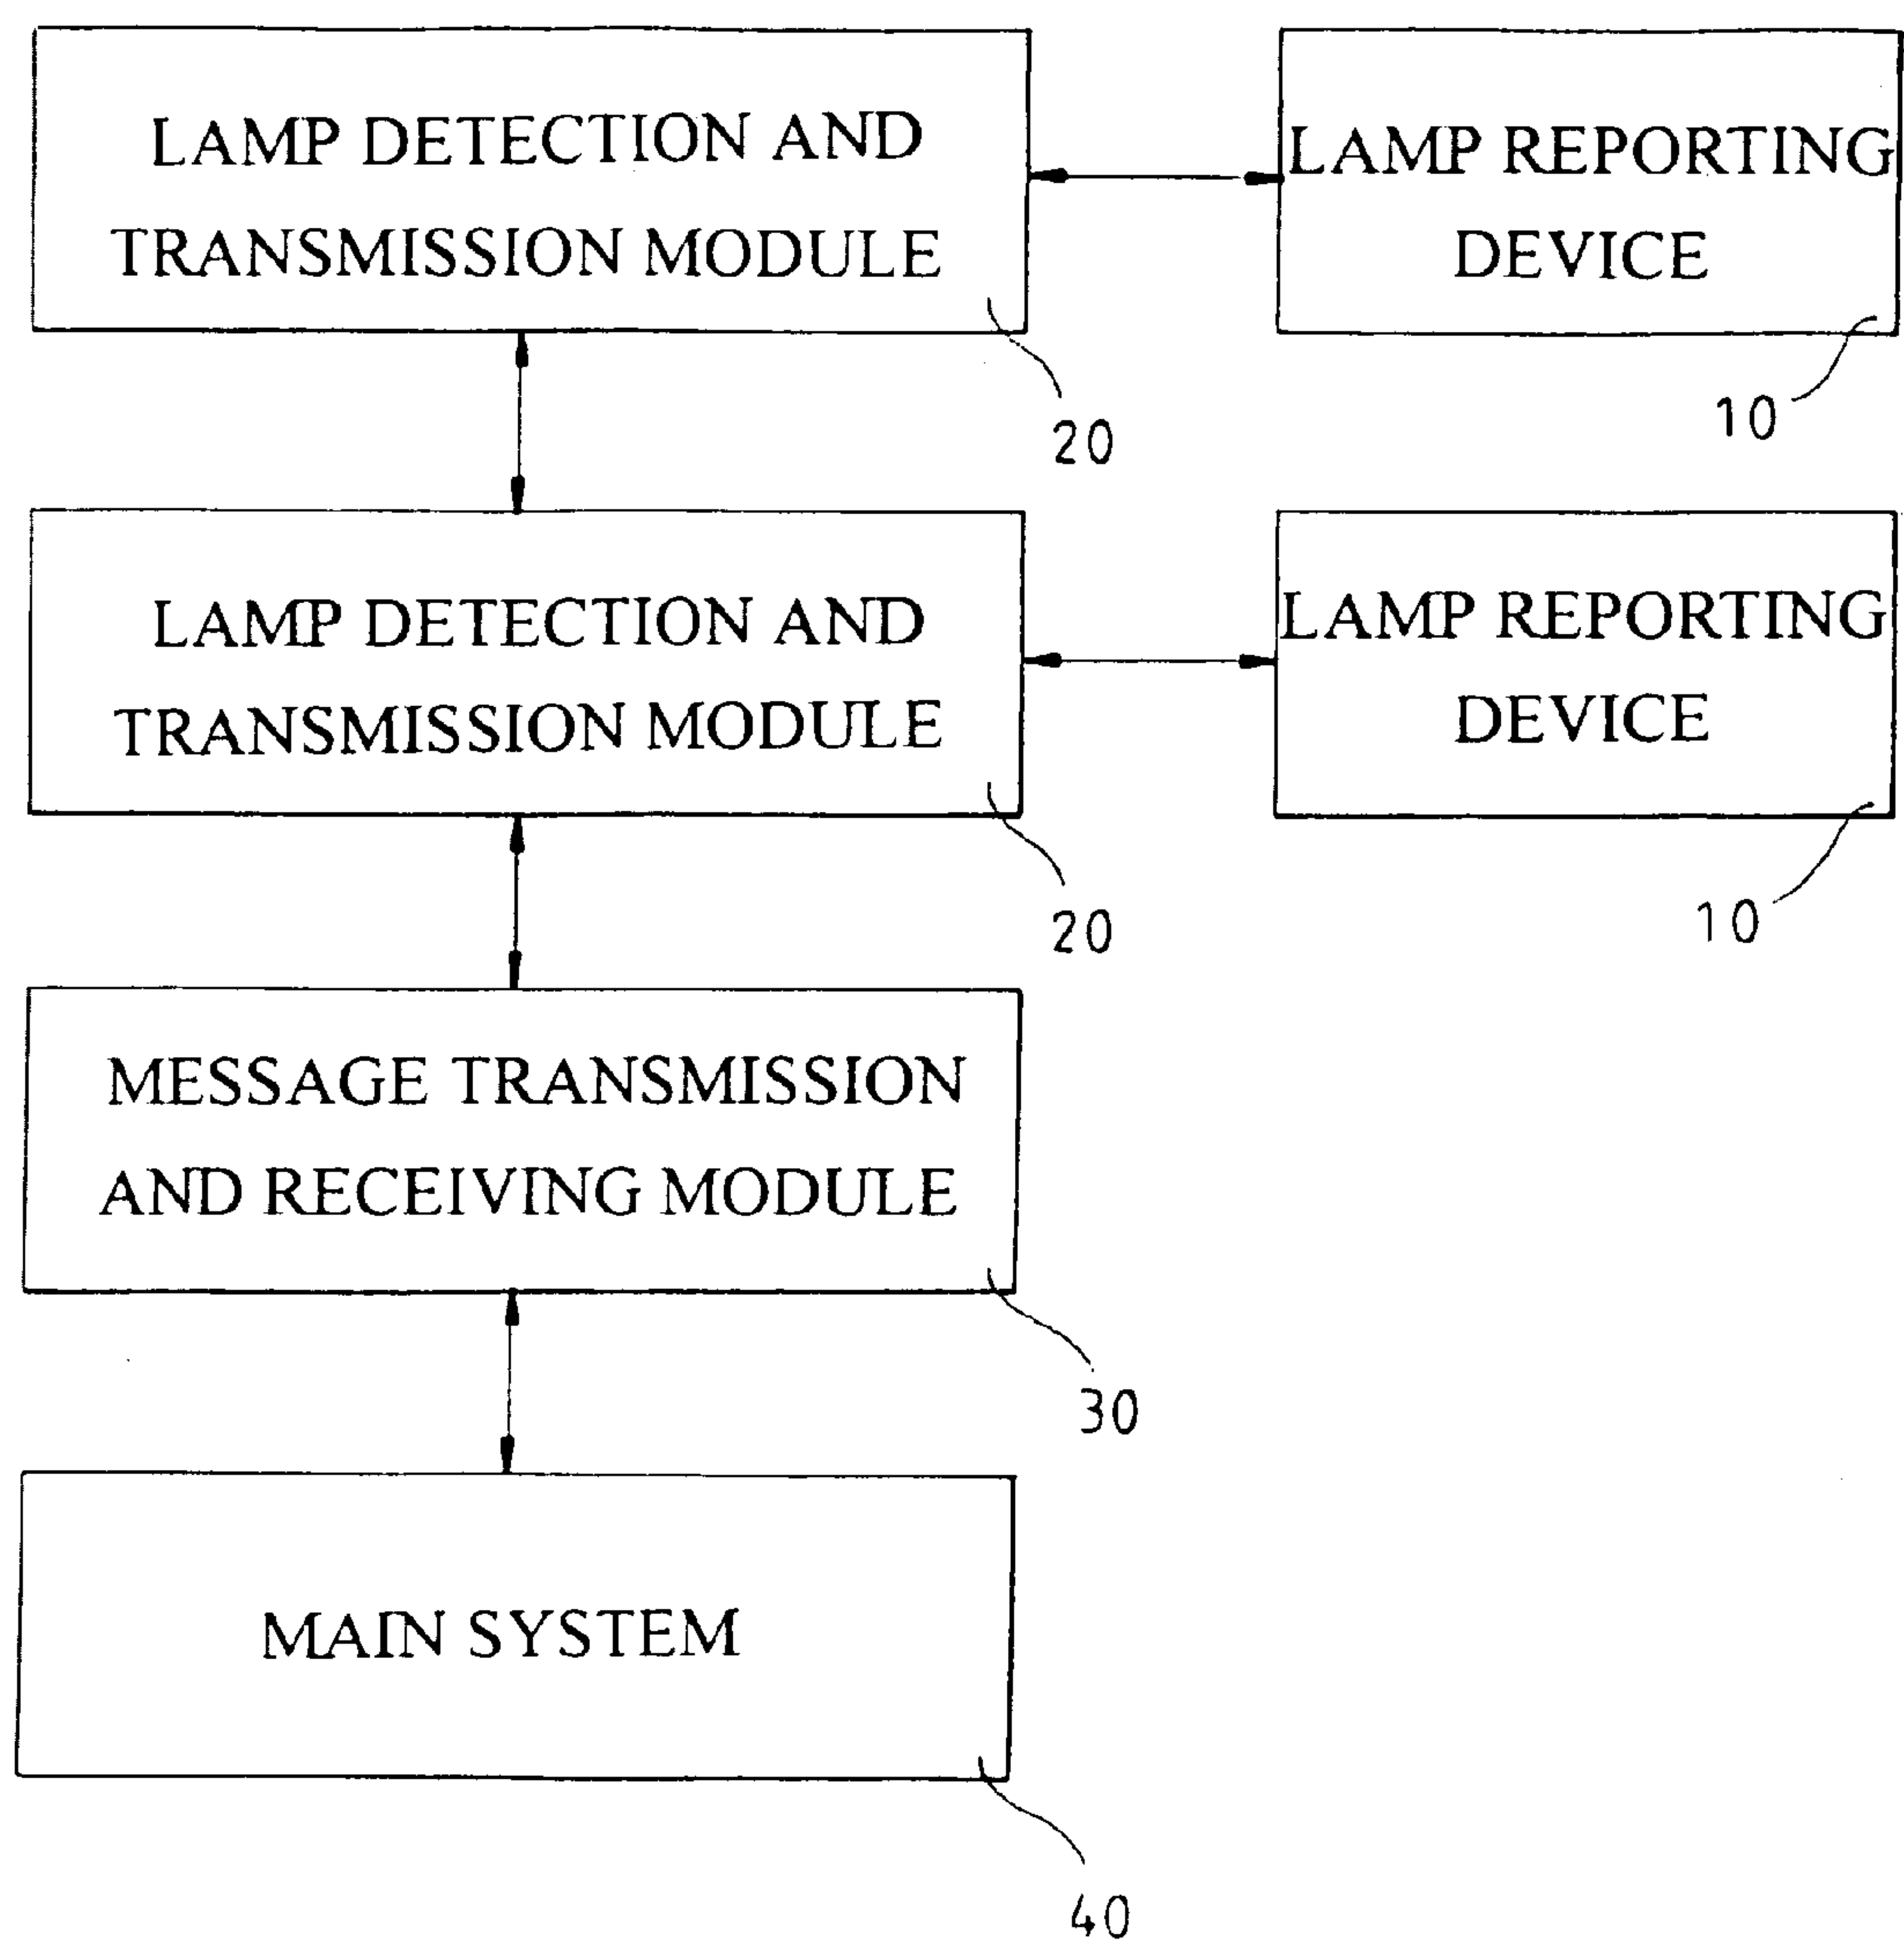 LAMP DETECTION AND
TRANSMISSION MODULE
20
LAMP REPORTING
DEVICE
10
LAMP DETECTION AND
TRANSMISSION MODULE
20
LAMP REPORTING
DEVICE
10
MESSAGE TRANSMISSION
AND RECEIVING MODULE
30
MAIN SYSTEM
40